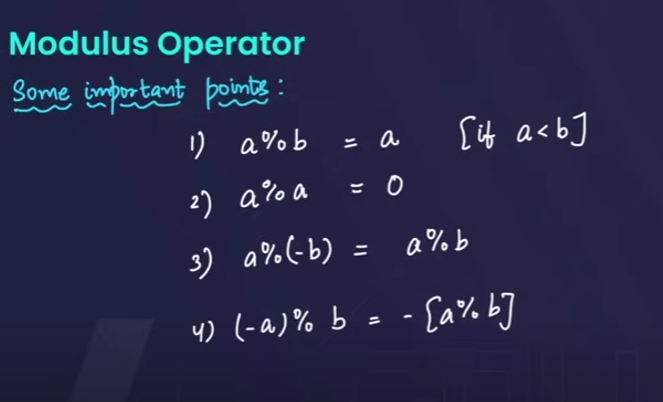 Modulus Operator
Some important points :
1) a%b = a [if a<b]
2) a%a = 0
3) a%(-b) = a%b
4) (-a)% b = - [a%b]